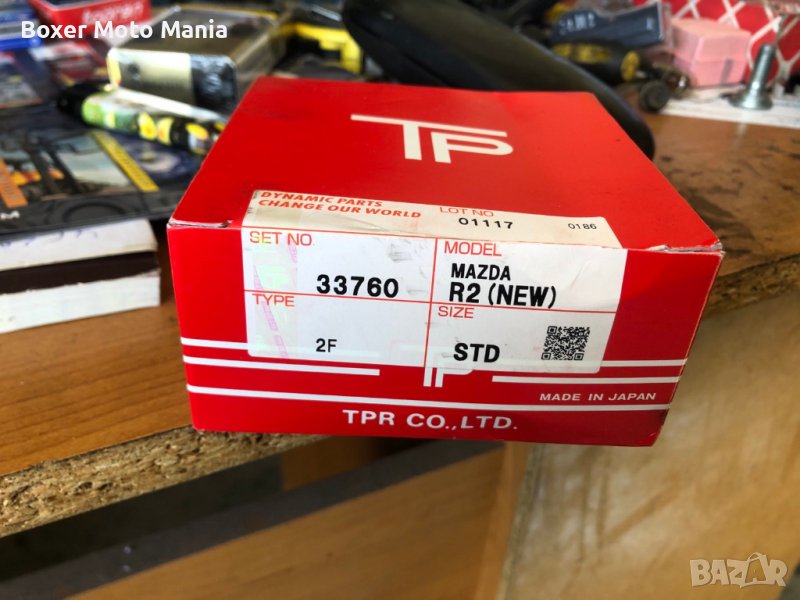 Boxer Moto Mania
TP
DYNAMIC PARTS
CHANGE OUR WORLD
LOT NO
01117
0186
SET NO.
33760
MODEL
MAZDA
R2 (NEW)
TYPE
2F
SIZE
STD
TP
MADE IN JAPAN
TPR CO.,LTD.
M
BAZAR